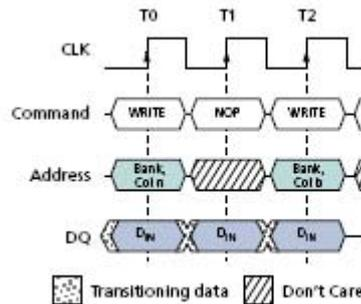 T0 T1 T2
CLK
Command WRITE NOP WRITE
Address Bank, Col n Bank, Col b
DQ DIN DIN DIN
Transitioning data Don't Care